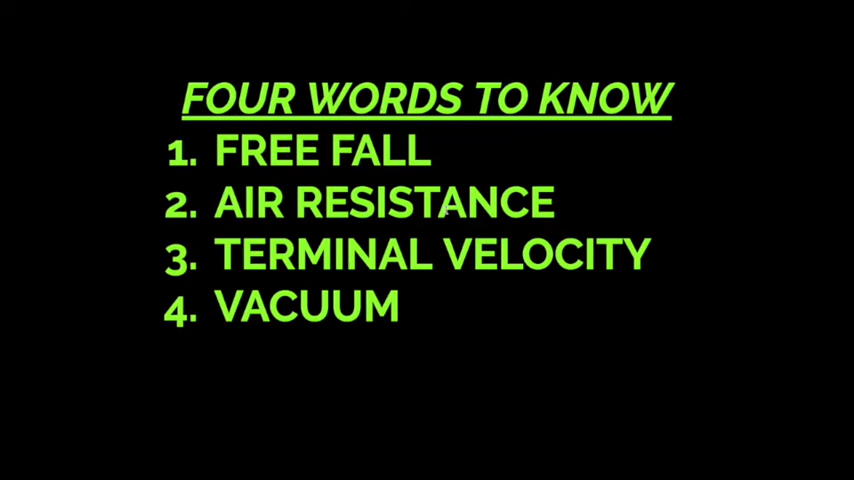 FOUR WORDS TO KNOW
1. FREE FALL
2. AIR RESISTANCE
3. TERMINAL VELOCITY
4. VACUUM